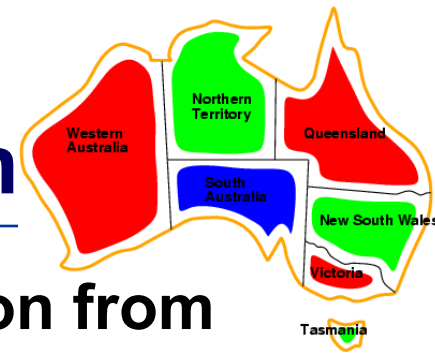 Northern
Territory
Western
Australia
Queensland
n
South
Australia
New South Wales
Victoria
on from
Tasmania